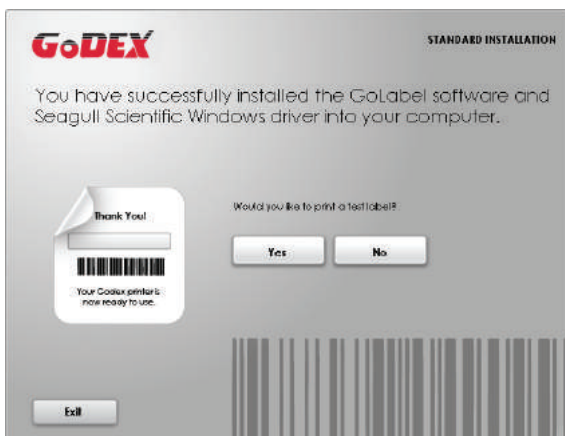 GoDEX
STANDARD INSTALLATION
You have successfully installed the GoLabel software and
Seagull Scientific Windows driver into your computer.
Thank You!
Your Godex printer is
now ready to use.
Would you like to print a test label?
Yes
No
Exit